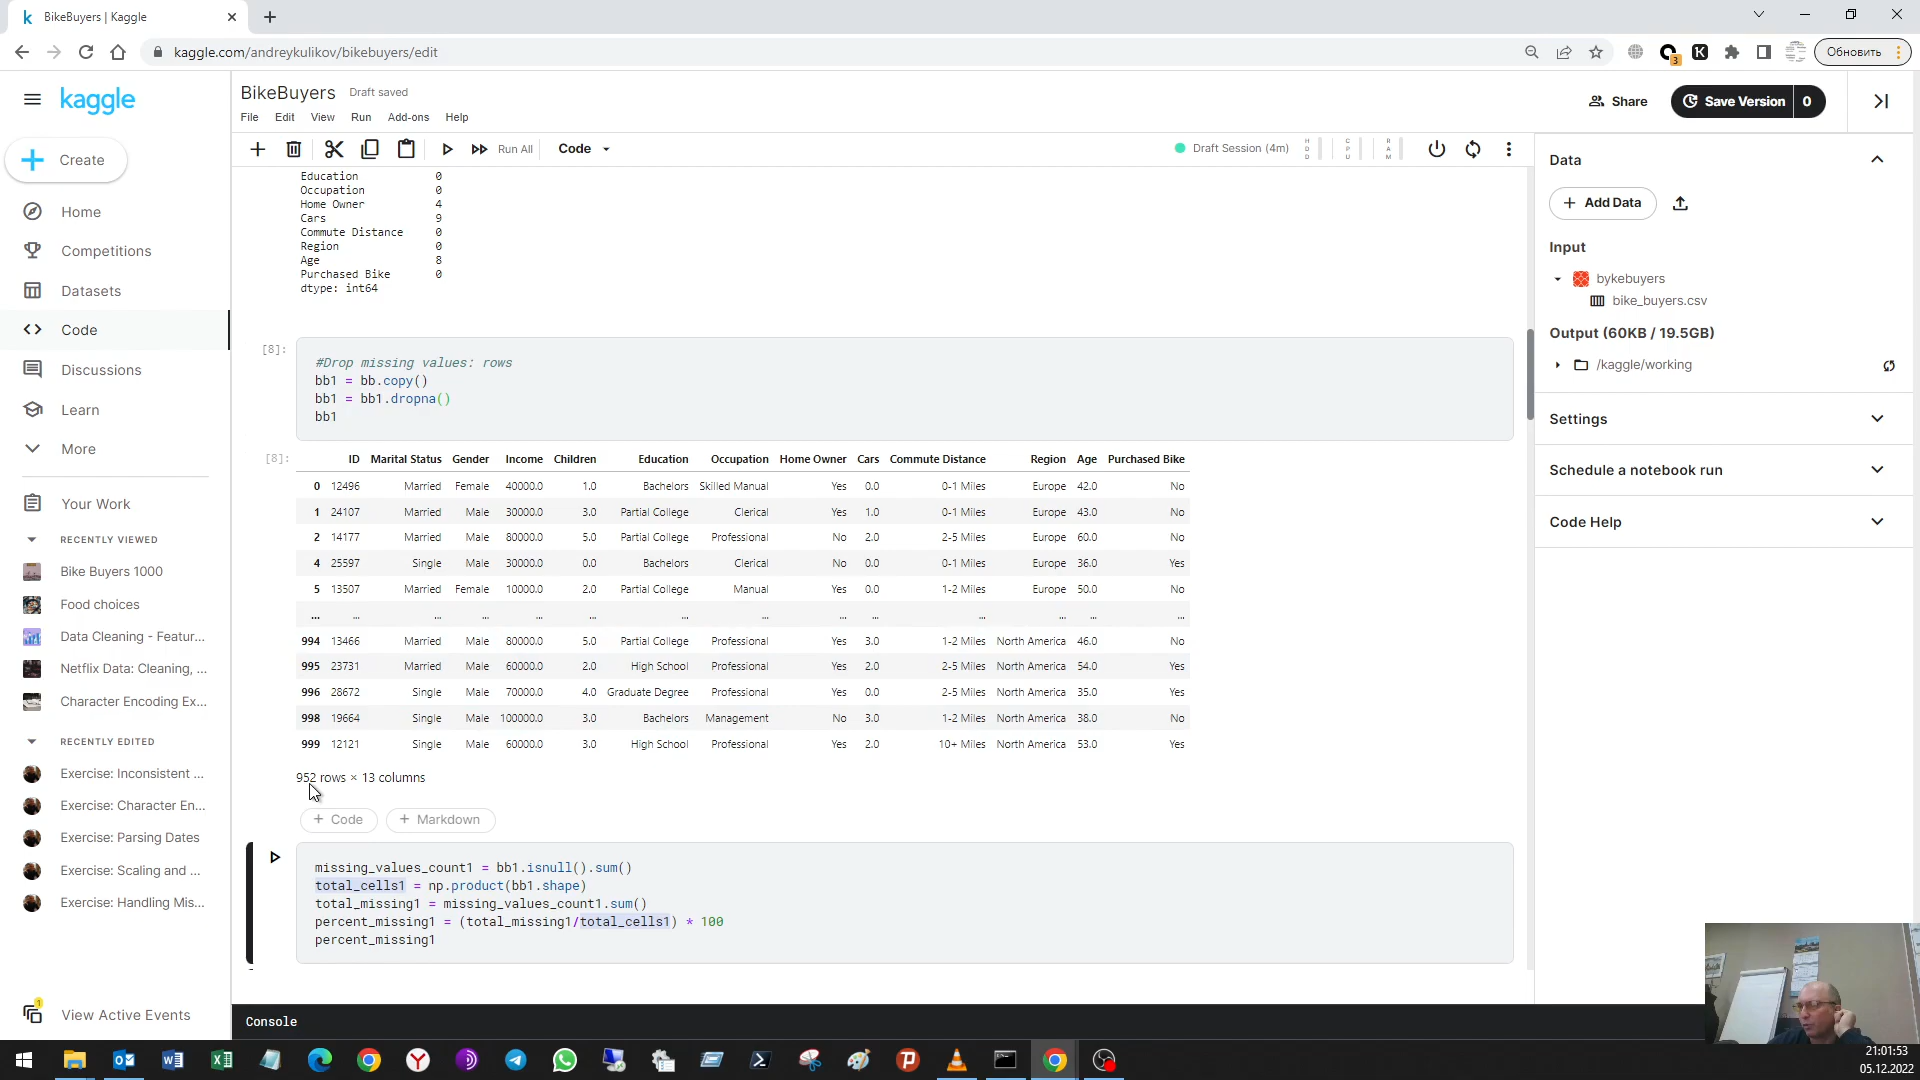 BikeBuyers | Kaggle
kaggle.com/andreykulikov/bikebuyers/edit
3
Обновить
kaggle
Create
Home
Competitions
Datasets
Code
Discussions
Learn
More
Your Work
RECENTLY VIEWED
Bike Buyers 1000
Food choices
Data Cleaning - Featur...
Netflix Data: Cleaning, ...
Character Encoding Ex...
RECENTLY EDITED
Exercise: Inconsistent ...
Exercise: Character En...
Exercise: Parsing Dates
Exercise: Scaling and ...
Exercise: Handling Mis...
1
View Active Events
BikeBuyers Draft saved
File Edit View Run Add-ons Help
Share
Save Version 0
Run All
Code
Draft Session (4m)
HDD
CPU
RAM
Education 0
Occupation 0
Home Owner 4
Cars 9
Commute Distance 0
Region 0
Age 8
Purchased Bike 0
dtype: int64
[8]:
#Drop missing values: rows
bb1 = bb.copy()
bb1 = bb1.dropna()
bb1
[8]:
ID Marital Status Gender Income Children Education Occupation Home Owner Cars Commute Distance Region Age Purchased Bike
0 12496 Married Female 40000.0 1.0 Bachelors Skilled Manual Yes 0.0 0-1 Miles Europe 42.0 No
1 24107 Married Male 30000.0 3.0 Partial College Clerical Yes 1.0 0-1 Miles Europe 43.0 No
2 14177 Married Male 80000.0 5.0 Partial College Professional No 2.0 2-5 Miles Europe 60.0 No
4 25597 Single Male 30000.0 0.0 Bachelors Clerical No 0.0 0-1 Miles Europe 36.0 Yes
5 13507 Married Female 10000.0 2.0 Partial College Manual Yes 0.0 1-2 Miles Europe 50.0 No
... ... ... ... ... ... ... ... ... ... ... ... ... ...
994 13466 Married Male 80000.0 5.0 Partial College Professional Yes 3.0 1-2 Miles North America 46.0 No
995 23731 Married Male 60000.0 2.0 High School Professional Yes 2.0 2-5 Miles North America 54.0 Yes
996 28672 Single Male 70000.0 4.0 Graduate Degree Professional Yes 0.0 2-5 Miles North America 35.0 Yes
998 19664 Single Male 100000.0 3.0 Bachelors Management No 3.0 1-2 Miles North America 38.0 No
999 12121 Single Male 60000.0 3.0 High School Professional Yes 2.0 10+ Miles North America 53.0 Yes
952 rows × 13 columns
+ Code + Markdown
missing_values_count1 = bb1.isnull().sum()
total_cells1 = np.product(bb1.shape)
total_missing1 = missing_values_count1.sum()
percent_missing1 = (total_missing1/total_cells1) * 100
percent_missing1
Console
Data
+ Add Data
Input
bykebuyers
bike_buyers.csv
Output (60KB / 19.5GB)
/kaggle/working
Settings
Schedule a notebook run
Code Help
21:01:53
05.12.2022